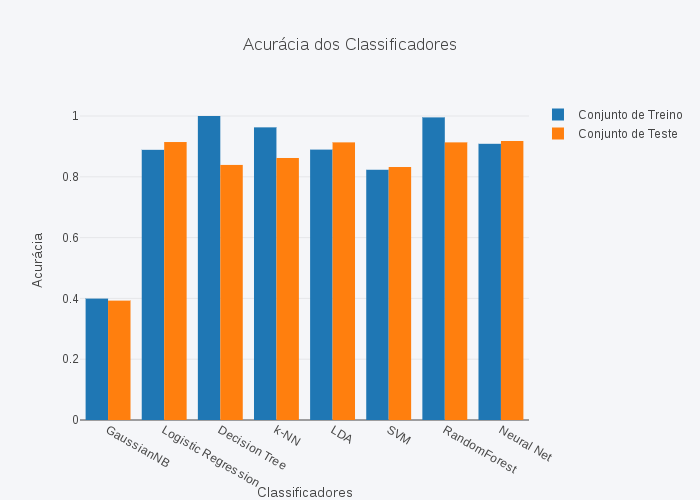 Acurácia dos Classificadores
Conjunto de Treino
Conjunto de Teste
Acurácia
1
0.8
0.6
0.4
0.2
0
GaussianNB
Logistic Regression
Decision Tree
k-NN
LDA
SVM
RandomForest
Neural Net
Classificadores